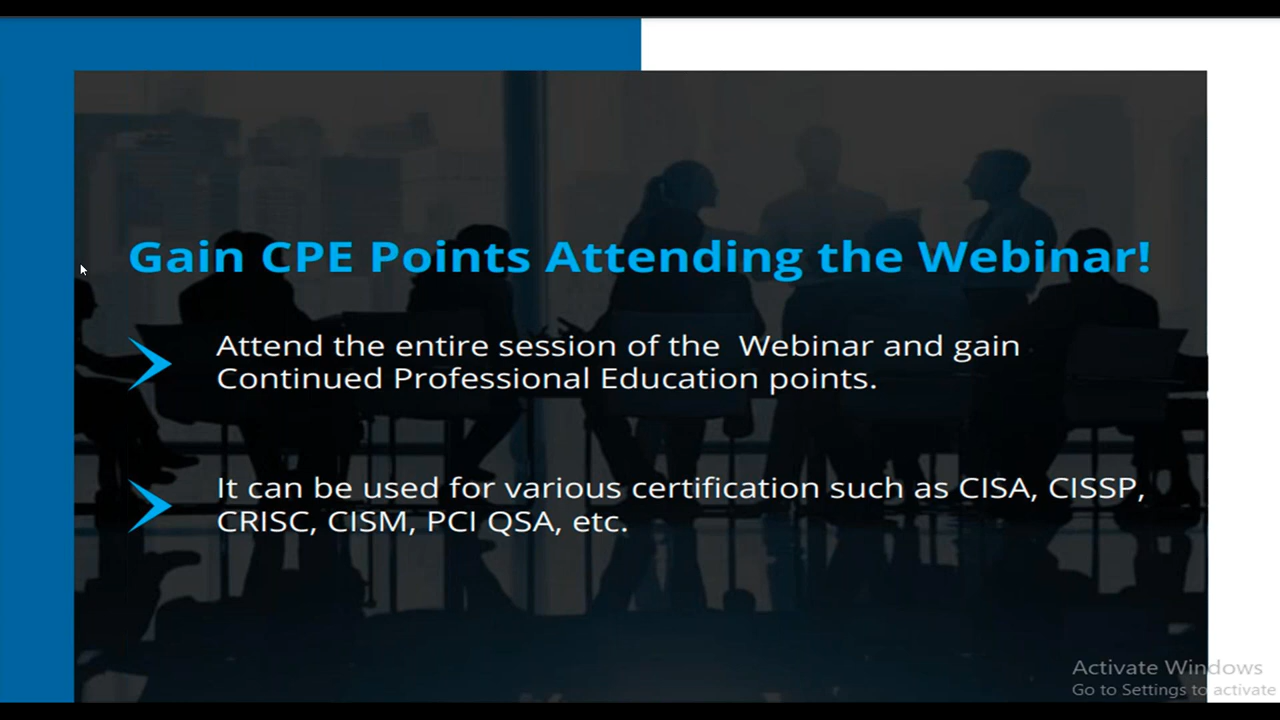 Gain CPE Points Attending the Webinar!
Attend the entire session of the  Webinar and gain
Continued Professional Education points.
It can be used for various certification such as CISA, CISSP,
CRISC, CISM, PCI QSA, etc.
Activate Windows
Go to Settings to activate